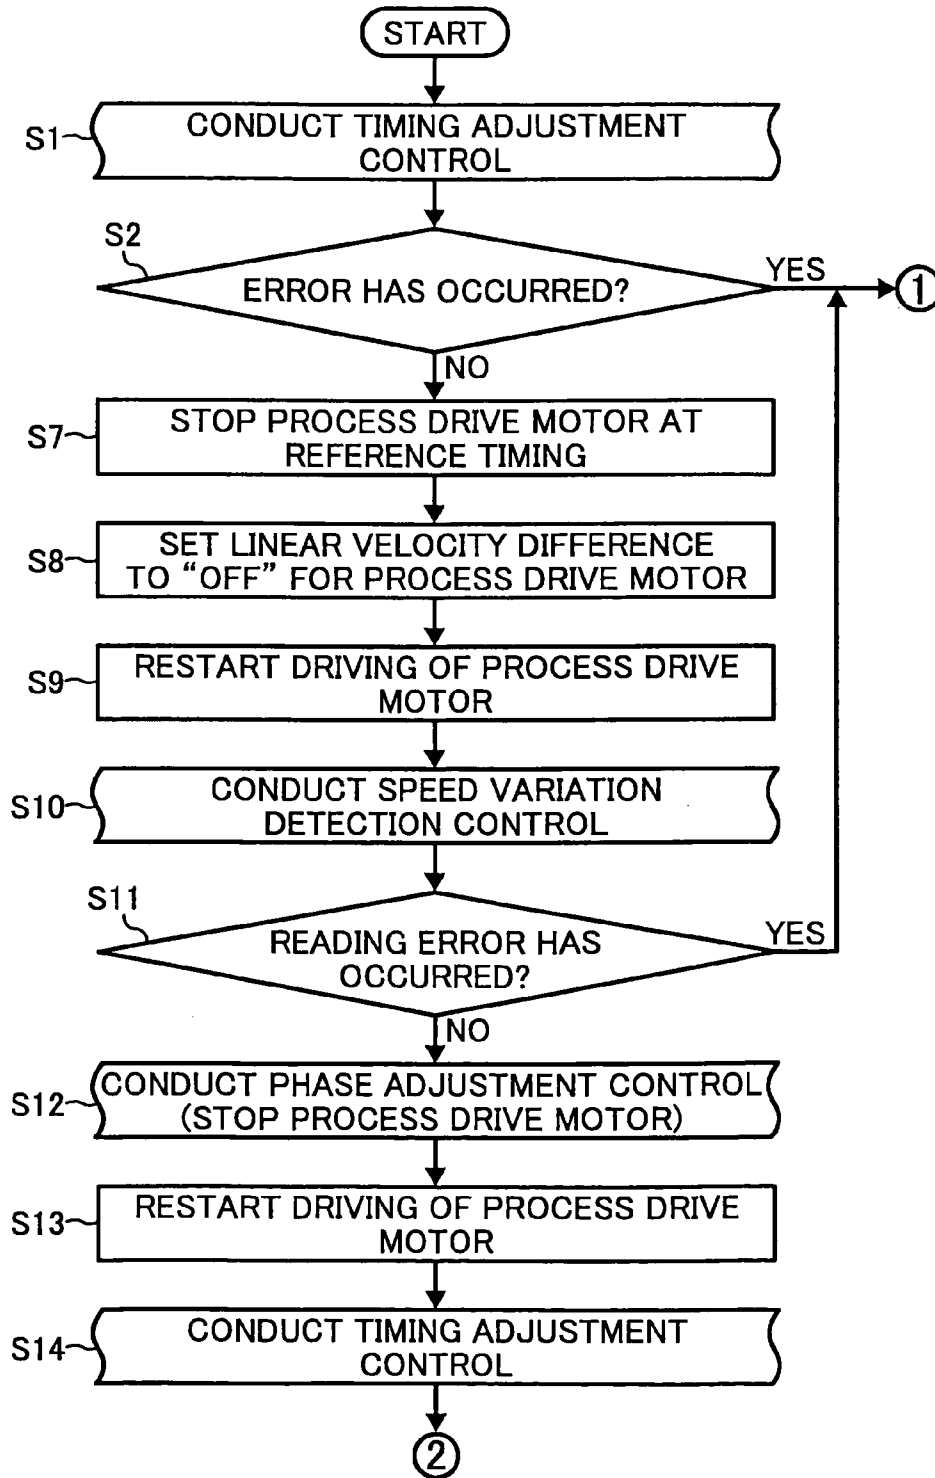 START
S1
CONDUCT TIMING ADJUSTMENT
CONTROL
S2
ERROR HAS OCCURRED?
YES
1
NO
S7
STOP PROCESS DRIVE MOTOR AT
REFERENCE TIMING
S8
SET LINEAR VELOCITY DIFFERENCE
TO “OFF” FOR PROCESS DRIVE MOTOR
S9
RESTART DRIVING OF PROCESS DRIVE
MOTOR
S10
CONDUCT SPEED VARIATION
DETECTION CONTROL
S11
READING ERROR HAS
OCCURRED?
YES
NO
S12
CONDUCT PHASE ADJUSTMENT CONTROL
(STOP PROCESS DRIVE MOTOR)
S13
RESTART DRIVING OF PROCESS DRIVE
MOTOR
S14
CONDUCT TIMING ADJUSTMENT
CONTROL
2